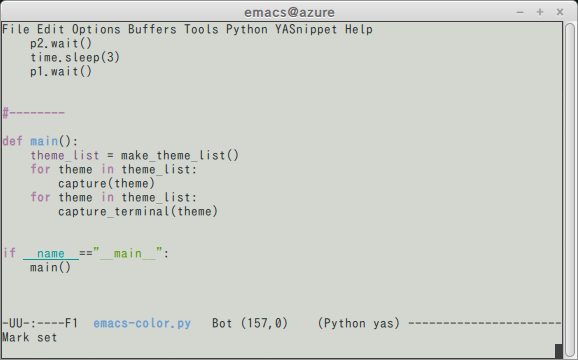 emacs@azure
File Edit Options Buffers Tools Python YASnippet Help
    p2.wait()
    time.sleep(3)
    p1.wait()
#--------
def main():
    theme_list = make_theme_list()
    for theme in theme_list:
        capture(theme)
    for theme in theme_list:
        capture_terminal(theme)
if __name__=="__main__":
    main()
-UU-:----F1  emacs-color.py   Bot (157,0)    (Python yas) ----------------------
Mark set